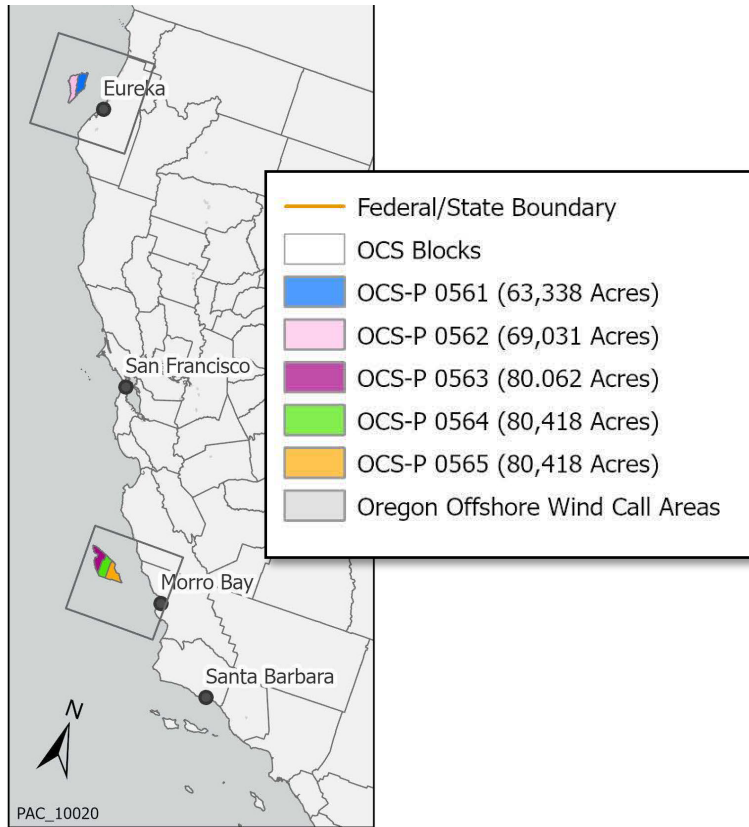 Eureka
Federal/State Boundary
OCS Blocks
OCS-P 0561 (63,338 Acres)
OCS-P 0562 (69,031 Acres)
OCS-P 0563 (80.062 Acres)
OCS-P 0564 (80,418 Acres)
OCS-P 0565 (80,418 Acres)
Oregon Offshore Wind Call Areas
San Francisco
Morro Bay
Santa Barbara
N
PAC_10020